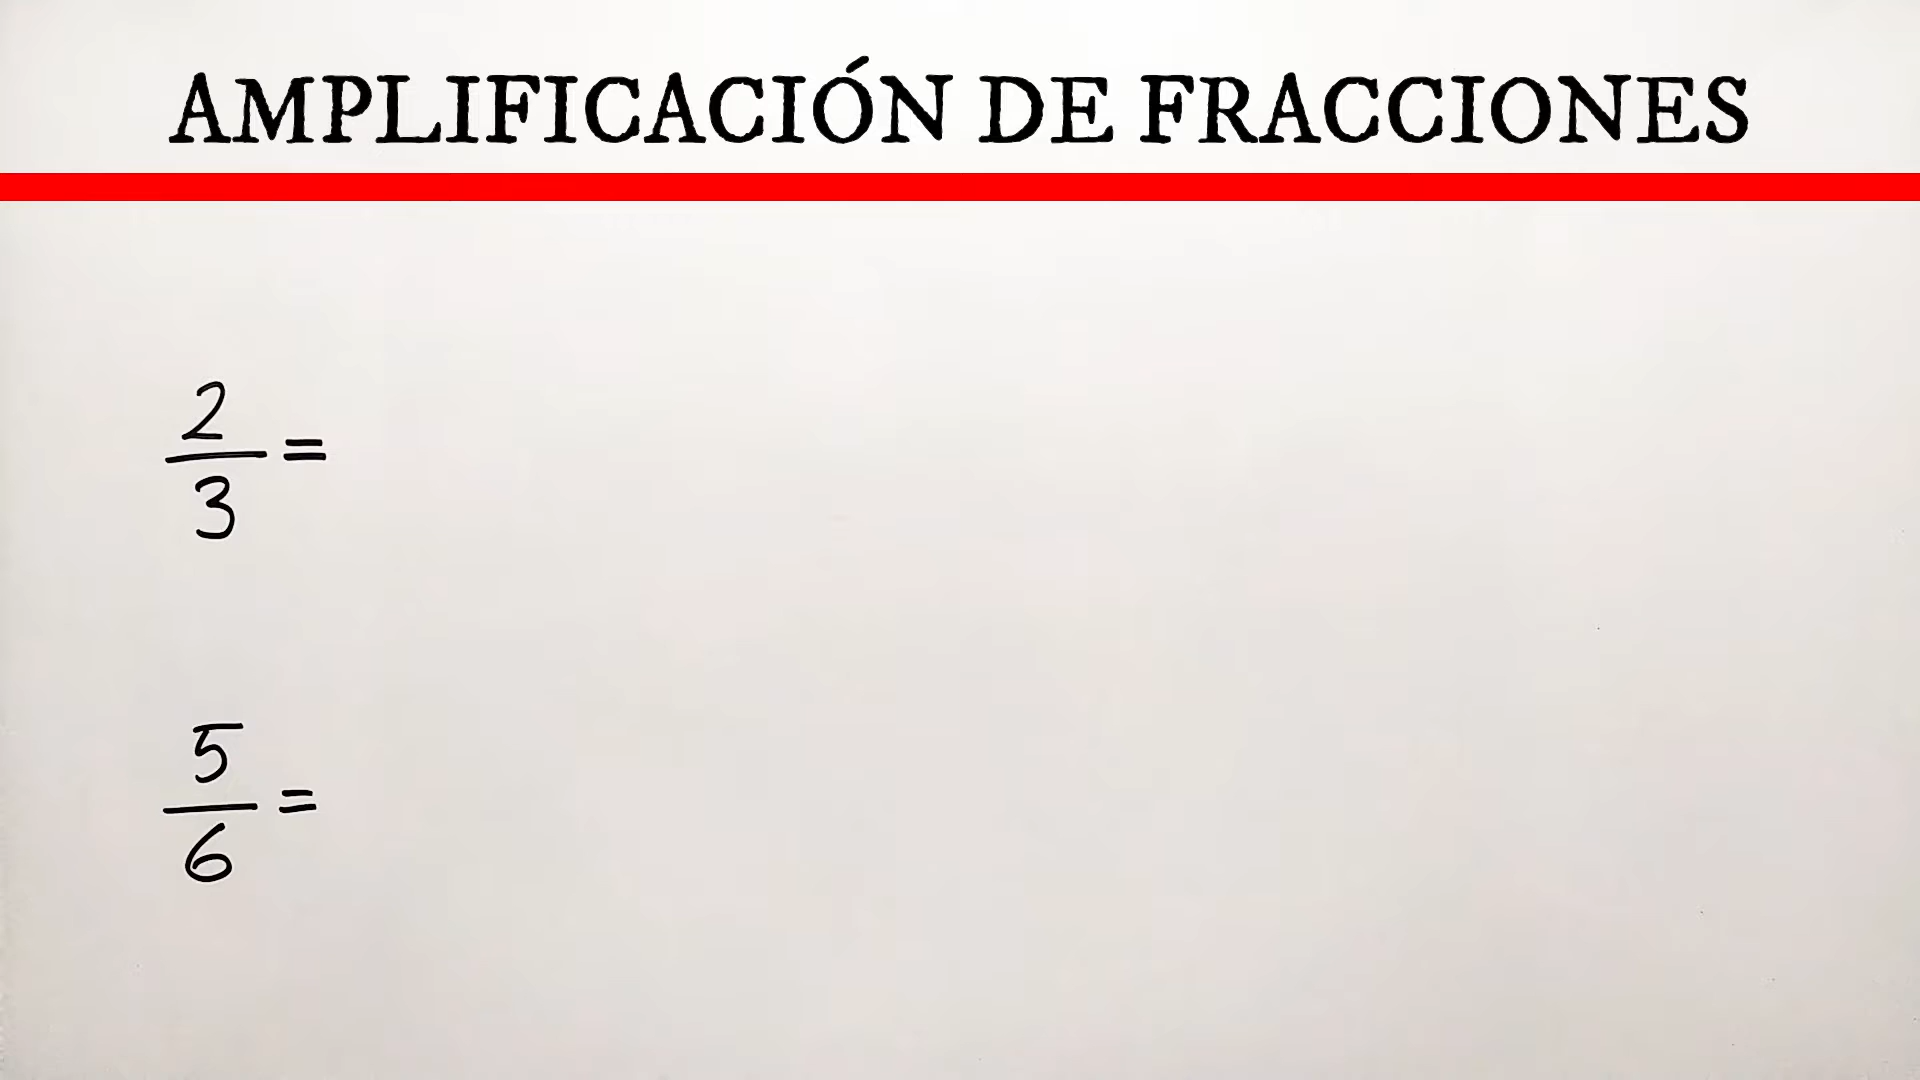 AMPLIFICACIÓN DE FRACCIONES
2
3 =
5
6 =